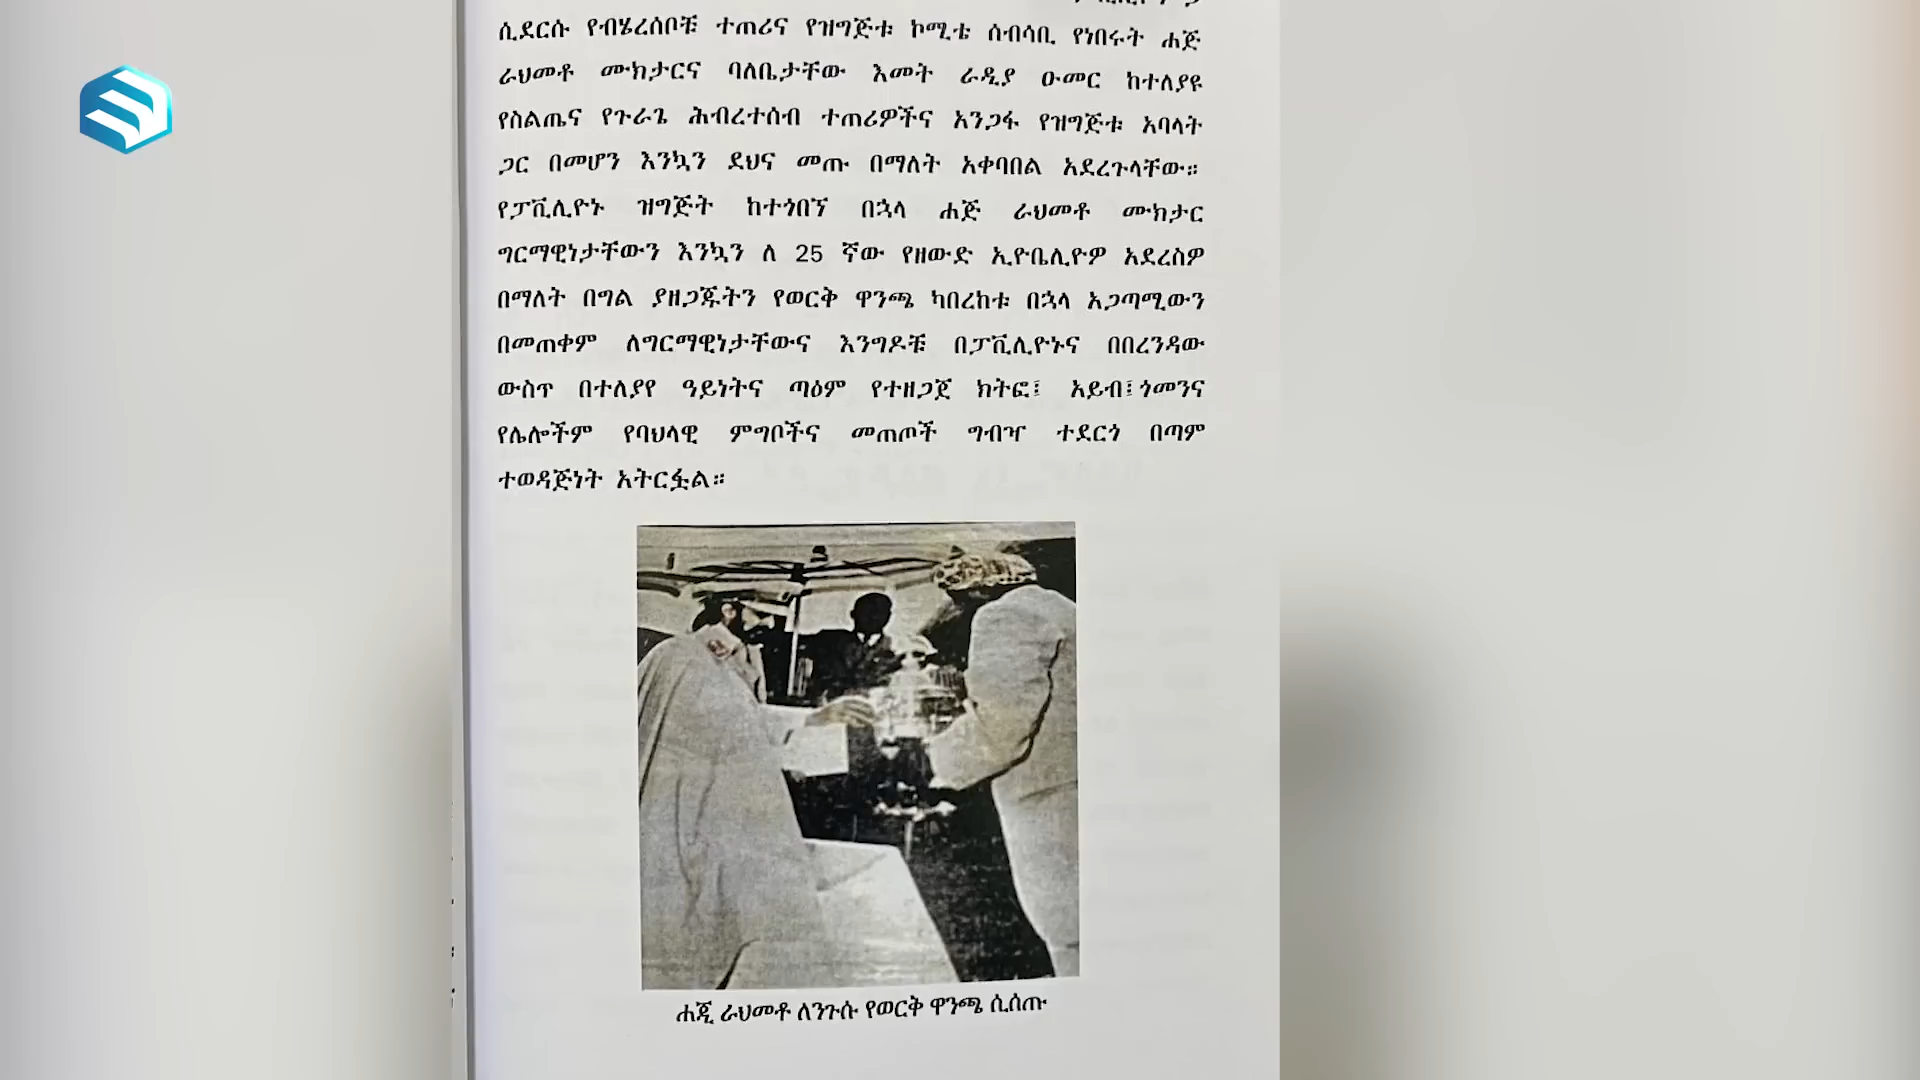 ሲደርሱ የብሄረሰቦቹ ተጠሪና የዝግጅቱ ኮሚቴ ሰብሳቢ የነበሩት ሐጅ
ራህመቶ ሙክታርና ባለቤታቸው እመት ራዲያ ዑመር ከተለያዩ
የስልጤና የጉራጌ ሕብረተሰብ ተጠሪዎችና አንጋፋ የዝግጅቱ አባላት
ጋር በመሆን እንኳን ደህና መጡ በማለት አቀባበል አደረጉላቸው።
የፓቪሊዮኑ ዝግጅት ከተጎበኘ በኋላ ሐጅ ራህመቶ ሙክታር
ግርማዊነታቸውን እንኳን ለ 25 ኛው የዘውድ ኢዮቤሊዮዎ አደረስዎ
በማለት በግል ያዘጋጁትን የወርቅ ዋንጫ ካበረከቱ በኋላ አጋጣሚውን
በመጠቀም ለግርማዊነታቸውና እንግዶቹ በፓቪሊዮኑና በበረንዳው
ውስጥ በተለያየ ዓይነትና ጣዕም የተዘጋጀ ክትፎ፤ አይብ፤ ጎመንና
የሌሎችም የባህላዊ ምግቦችና መጠጦች ግብዣ ተደርጎ በጣም
ተወዳጅነት አትርፏል።
ሐጂ ራህመቶ ለንጉሱ የወርቅ ዋንጫ ሲሰጡ